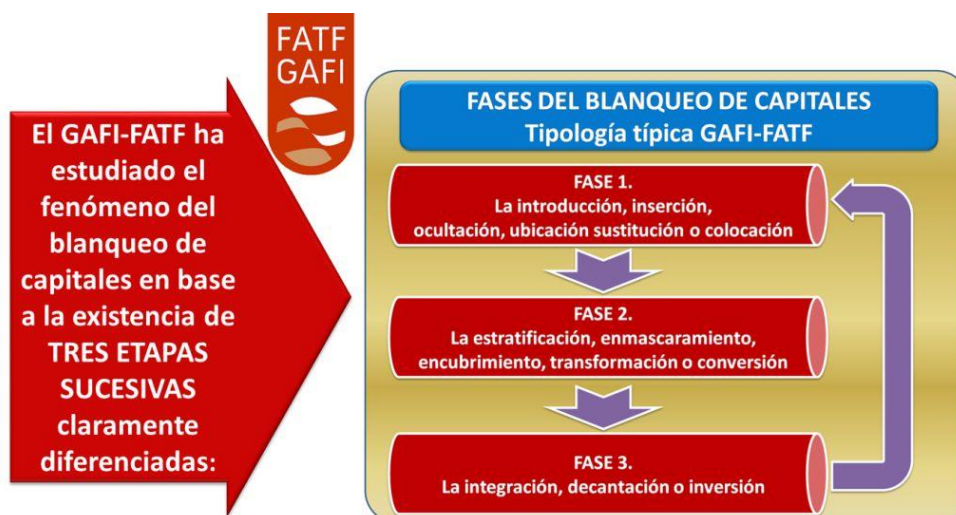 El GAFI-FATF ha
estudiado el
fenómeno del
blanqueo de
capitales en base
a la existencia de
TRES ETAPAS
SUCESIVAS
claramente
diferenciadas:
FATF
GAFI
FASES DEL BLANQUEO DE CAPITALES
Tipología típica GAFI-FATF
FASE 1.
La introducción, inserción,
ocultación, ubicación sustitución o colocación
FASE 2.
La estratificación, enmascaramiento,
encubrimiento, transformación o conversión
FASE 3.
La integración, decantación o inversión